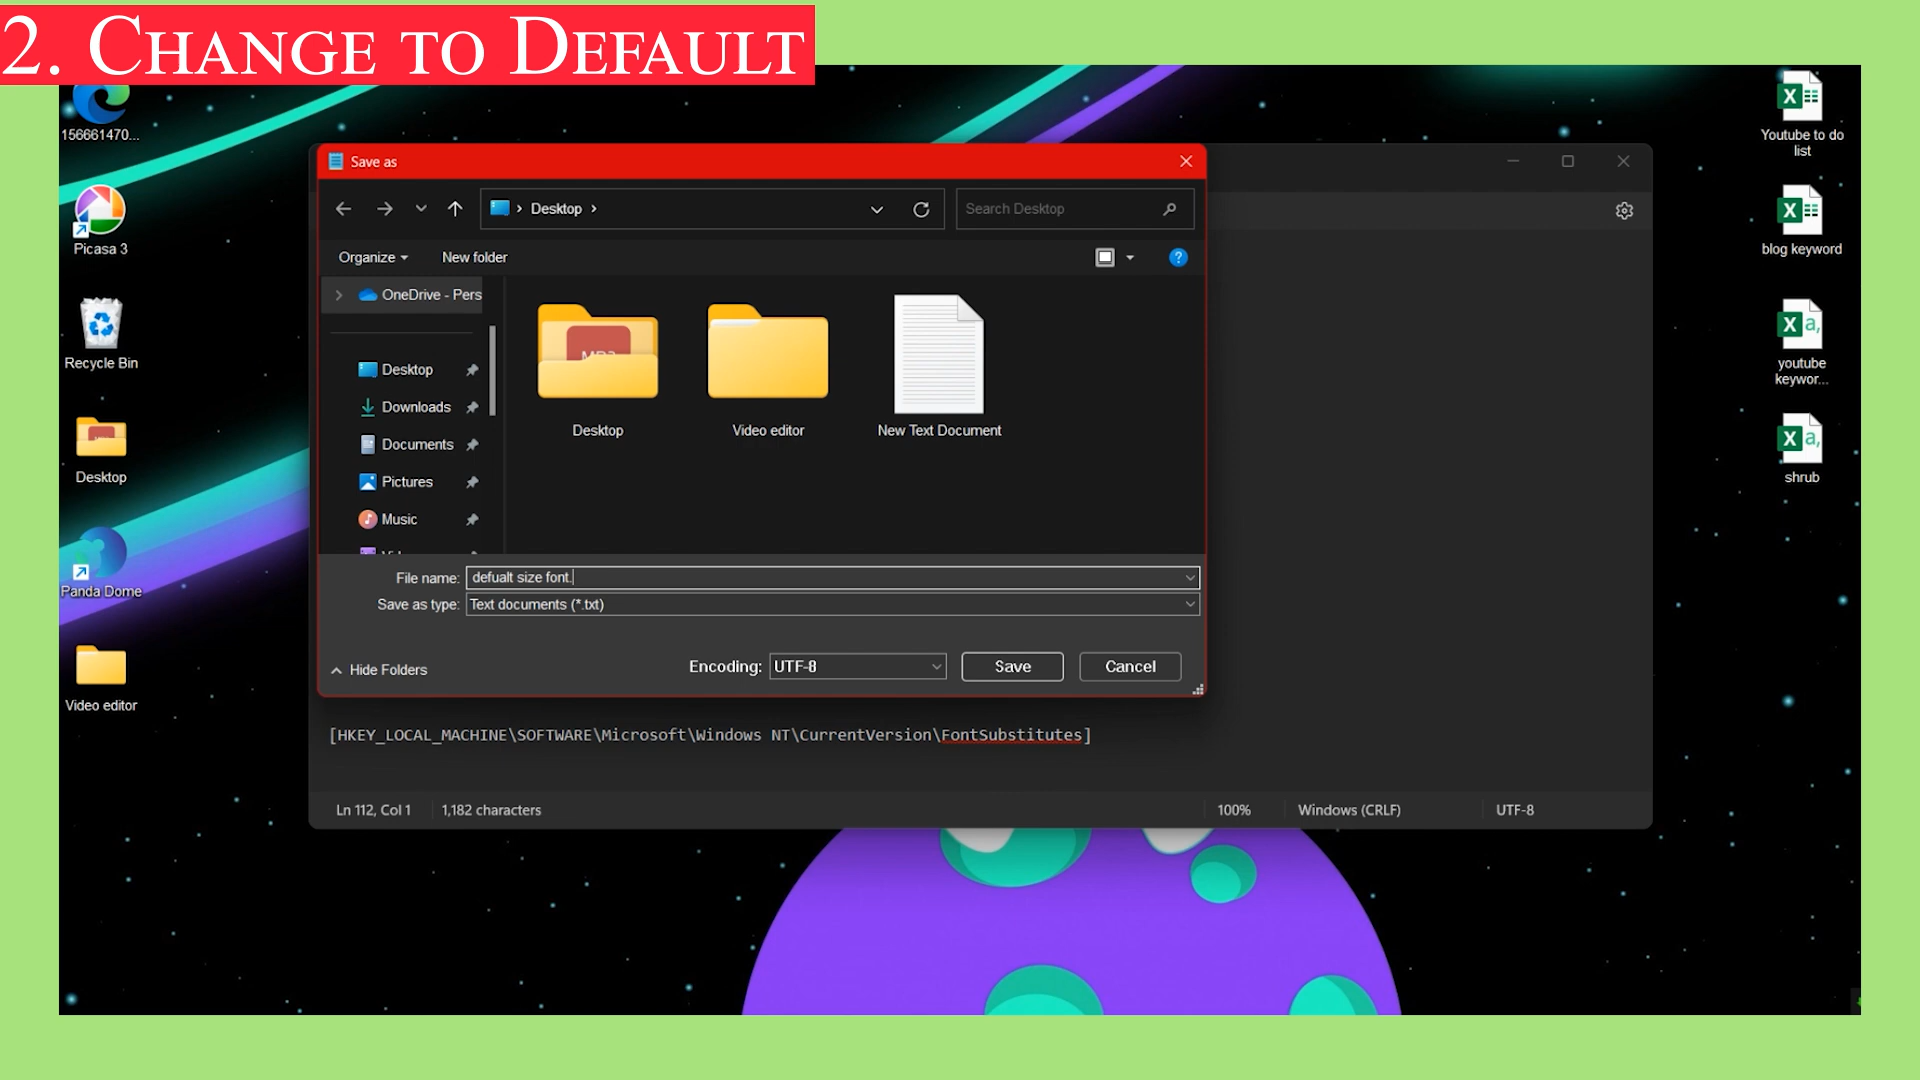 2. Change to Default
156661470...
Picasa 3
Recycle Bin
Desktop
Panda Dome
Video editor
Youtube to do
list
blog keyword
youtube
keywor...
shrub
Save as
Desktop
Search Desktop
Organize
New folder
OneDrive - Pers
Desktop
Downloads
Documents
Pictures
Music
MP3
Desktop
Video editor
New Text Document
File name: defualt size font.
Save as type: Text documents (*.txt)
Hide Folders
Encoding: UTF-8
Save
Cancel
[HKEY_LOCAL_MACHINE\SOFTWARE\Microsoft\Windows NT\CurrentVersion\FontSubstitutes]
Ln 112, Col 1
1,182 characters
100%
Windows (CRLF)
UTF-8